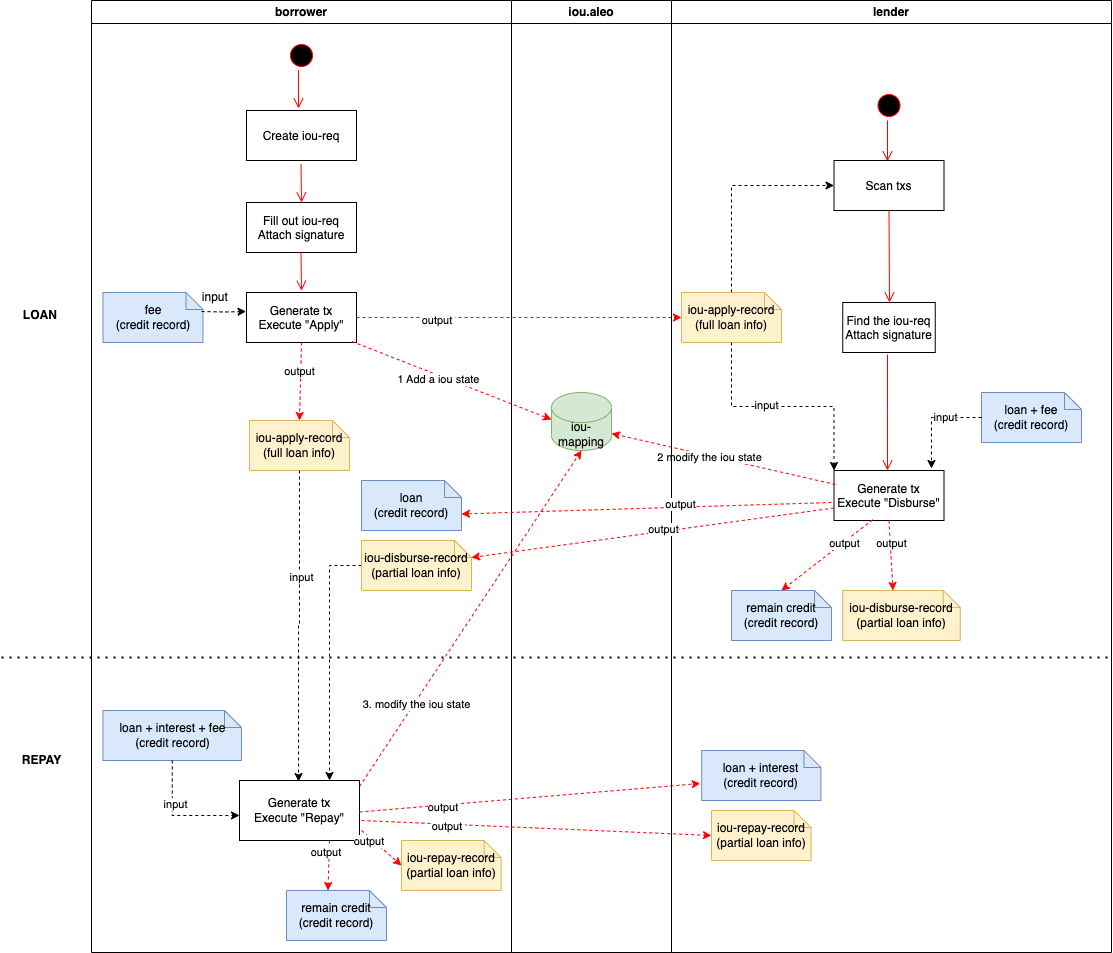 borrower
iou.aleo
lender
Create iou-req
Scan txs
Fill out iou-req
Attach signature
LOAN
fee
(credit record)
input
Generate tx
Execute "Apply"
output
iou-apply-record
(full loan info)
Find the iou-req
Attach signature
output
1 Add a iou state
input
loan + fee
(credit record)
input
iou-apply-record
(full loan info)
iou-
mapping
2 modify the iou state
Generate tx
Execute "Disburse"
loan
(credit record)
output
output
iou-disburse-record
(partial loan info)
output
output
input
remain credit
(credit record)
iou-disburse-record
(partial loan info)
3. modify the iou state
REPAY
loan + interest + fee
(credit record)
input
Generate tx
Execute "Repay"
output
output
loan + interest
(credit record)
iou-repay-record
(partial loan info)
output
output
iou-repay-record
(partial loan info)
remain credit
(credit record)